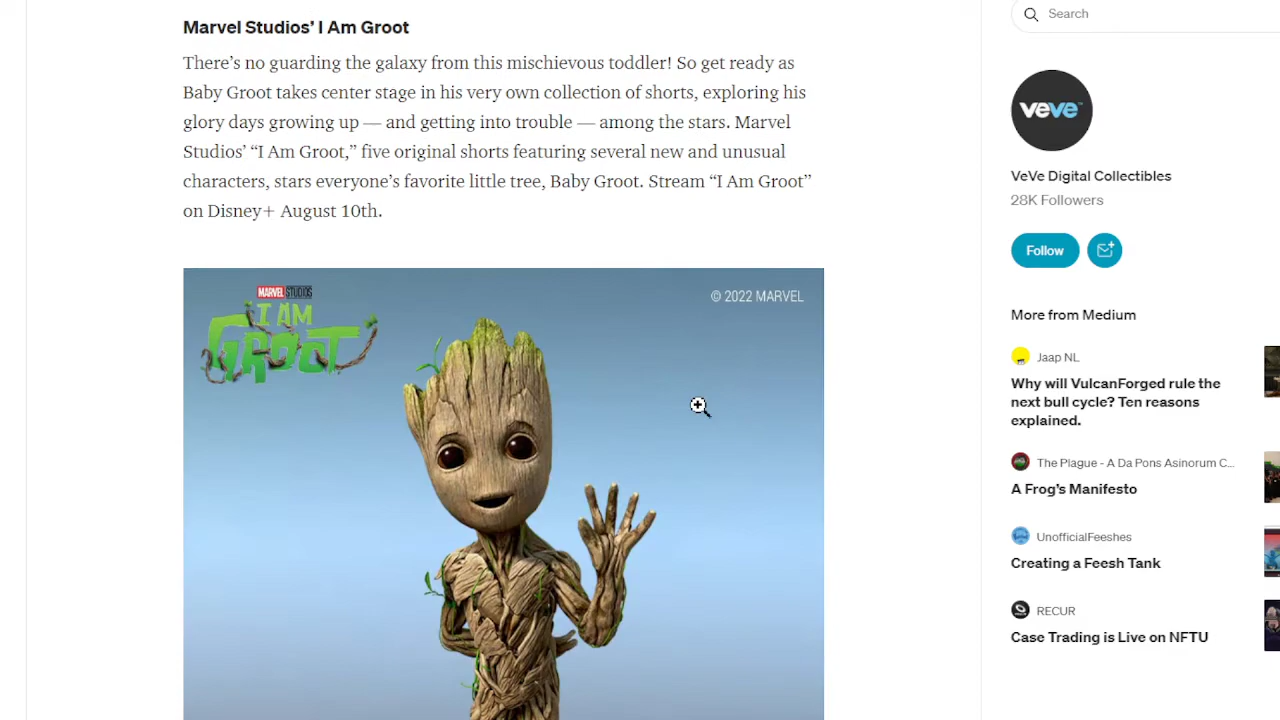 Marvel Studios’ I Am Groot
There’s no guarding the galaxy from this mischievous toddler! So get ready as
Baby Groot takes center stage in his very own collection of shorts, exploring his
glory days growing up — and getting into trouble — among the stars. Marvel
Studios’ “I Am Groot,” five original shorts featuring several new and unusual
characters, stars everyone’s favorite little tree, Baby Groot. Stream “I Am Groot”
on Disney+ August 10th.
MARVEL STUDIOS
I AM
GROOT
© 2022 MARVEL
Search
VEVE™
VeVe Digital Collectibles
28K Followers
Follow
More from Medium
Jaap NL
Why will VulcanForged rule the
next bull cycle? Ten reasons
explained.
The Plague - A Da Pons Asinorum C...
A Frog's Manifesto
UnofficialFeeshes
Creating a Feesh Tank
RECUR
Case Trading is Live on NFTU